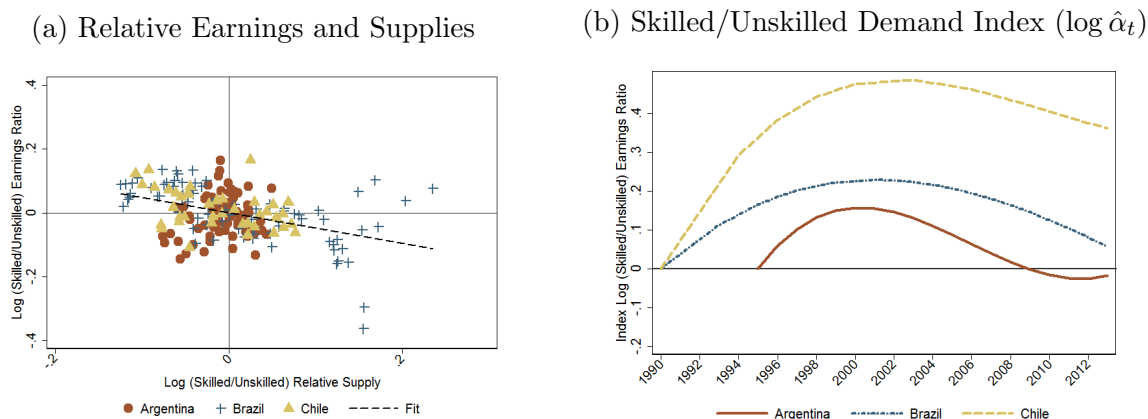 (a) Relative Earnings and Supplies
Log (Skilled/Unskilled) Earnings Ratio
.4
.2
0
-.2
-.4
-.2
0
.2
Log (Skilled/Unskilled) Relative Supply
Argentina
Brazil
Chile
Fit
(b) Skilled/Unskilled Demand Index (log α̂ₜ)
Index Log (Skilled/Unskilled) Earnings Ratio
.4
.3
.2
.1
0
-.1
-.2
1990
1992
1994
1996
1998
2000
2002
2004
2006
2008
2010
2012
Argentina
Brazil
Chile